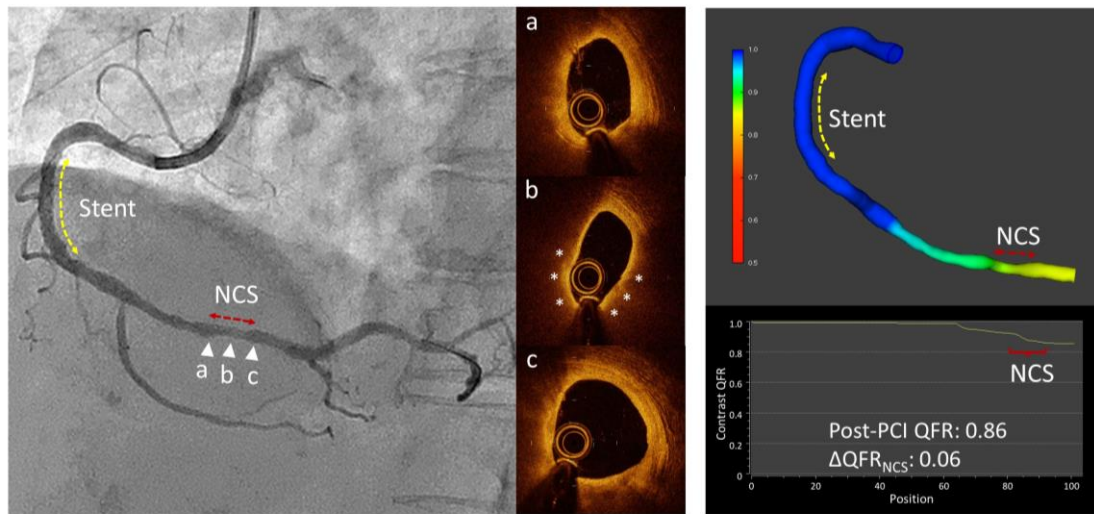 Stent
NCS
a
b
c
a
b
*
*
*
*
*
*
c
1.0
0.9
0.8
0.7
0.6
0.5
Stent
NCS
Contrast QFR
1.0
0.8
0.6
0.4
0.2
0
NCS
Post-PCI QFR: 0.86
ΔQFRNCS: 0.06
0 20 40 60 80 100
Position